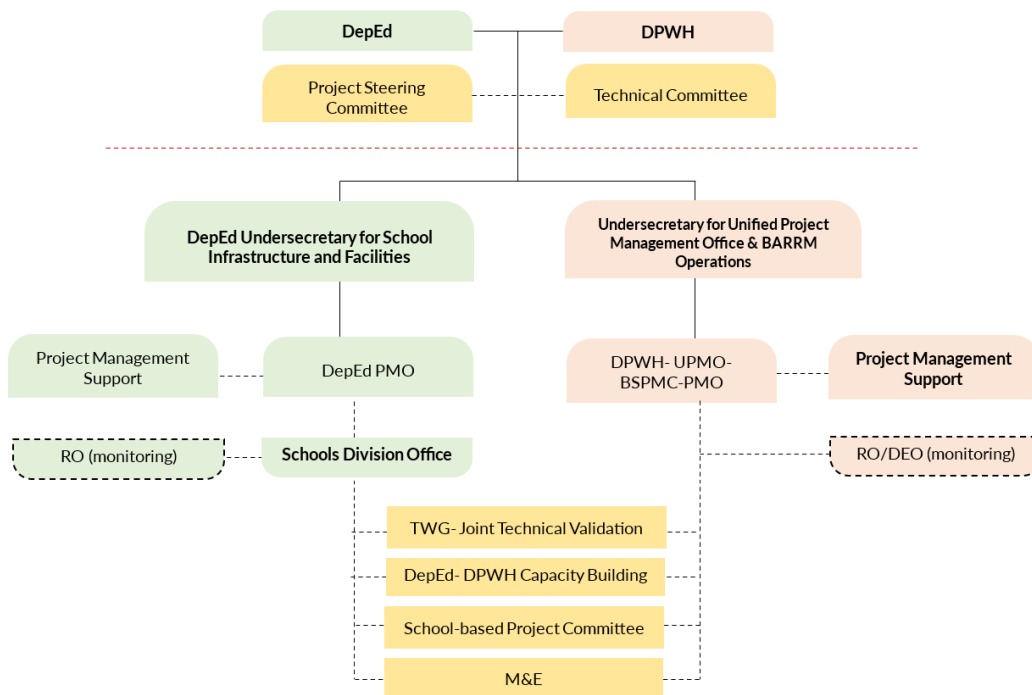 DepEd
DPWH
Project Steering
Committee
Technical Committee
DepEd Undersecretary for School
Infrastructure and Facilities
Undersecretary for Unified Project
Management Office & BARRM
Operations
Project Management
Support
DepEd PMO
DPWH- UPMO-
BSPMC-PMO
Project Management
Support
RO (monitoring)
Schools Division Office
RO/DEO (monitoring)
TWG- Joint Technical Validation
DepEd- DPWH Capacity Building
School-based Project Committee
M&E